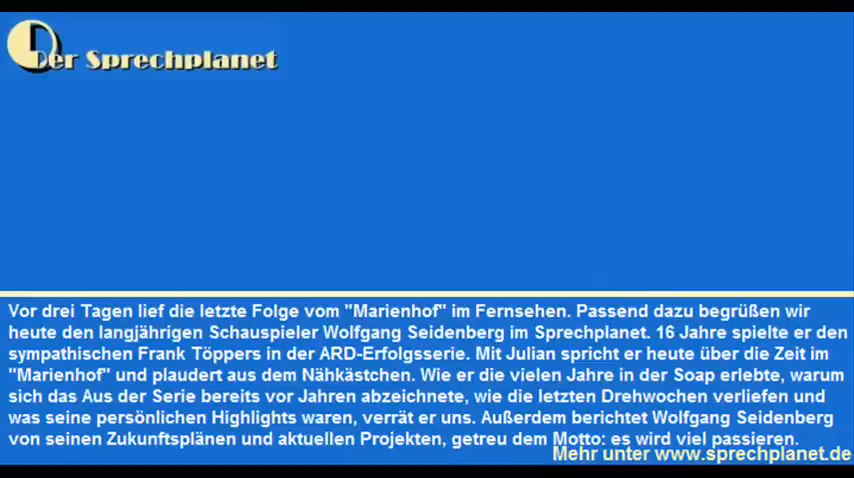 Der Sprechplanet
Vor drei Tagen lief die letzte Folge vom "Marienhof" im Fernsehen. Passend dazu begrüßen wir
heute den langjährigen Schauspieler Wolfgang Seidenberg im Sprechplanet. 16 Jahre spielte er den
sympathischen Frank Töppers in der ARD-Erfolgsserie. Mit Julian spricht er heute über die Zeit im
"Marienhof" und plaudert aus dem Nähkästchen. Wie er die vielen Jahre in der Soap erlebte, warum
sich das Aus der Serie bereits vor Jahren abzeichnete, wie die letzten Drehwochen verliefen und
was seine persönlichen Highlights waren, verrät er uns. Außerdem berichtet Wolfgang Seidenberg
von seinen Zukunftsplänen und aktuellen Projekten, getreu dem Motto: es wird viel passieren.
Mehr unter www.sprechplanet.de